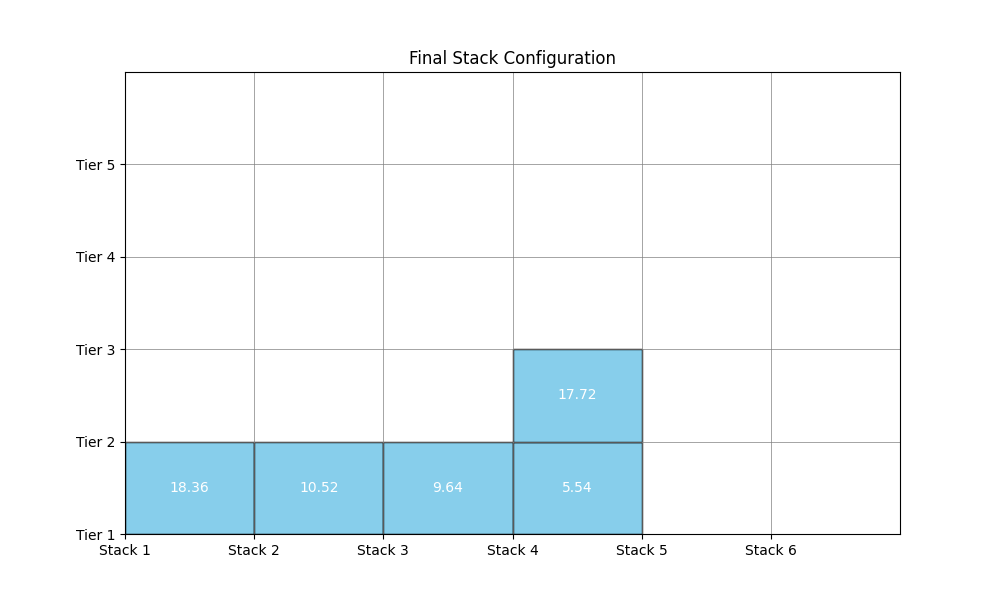 Final Stack Configuration
Tier 5
Tier 4
Tier 3
17.72
Tier 2
18.36 10.52 9.64 5.54
Tier 1
Stack 1 Stack 2 Stack 3 Stack 4 Stack 5 Stack 6